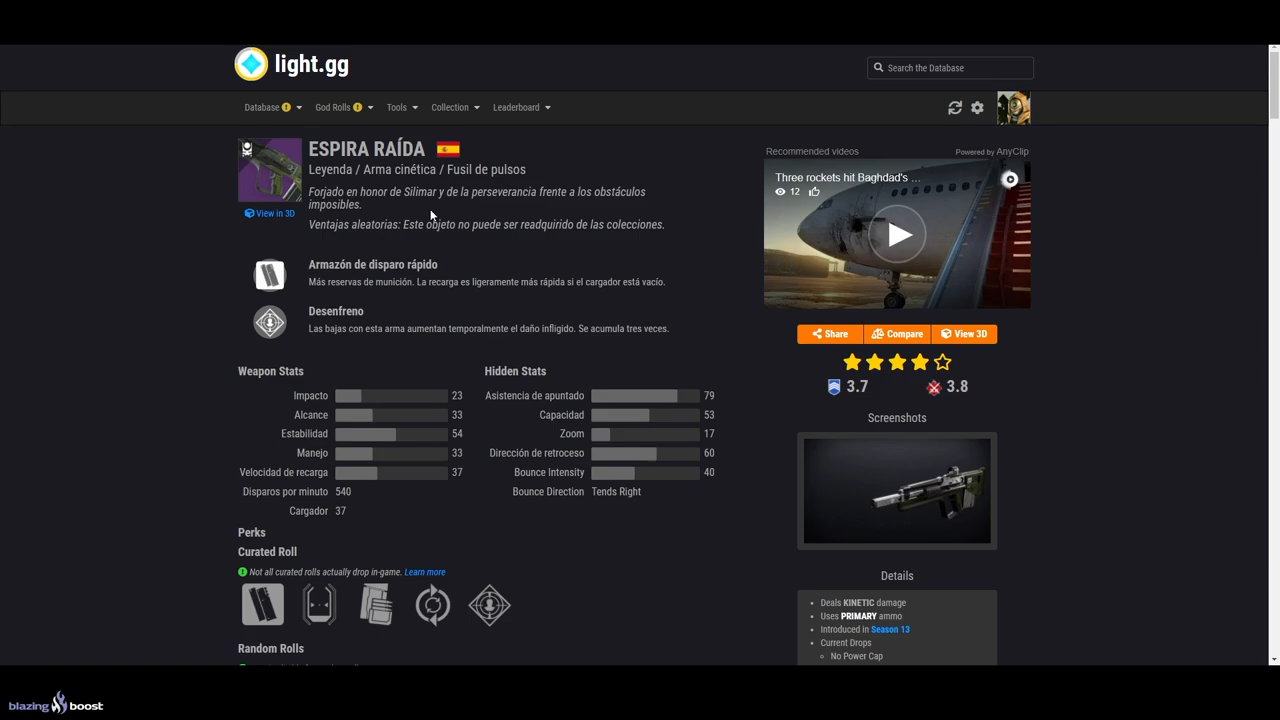 light.gg
Search the Database
Database
God Rolls
Tools
Collection
Leaderboard
ESPIRA RAÍDA
Leyenda / Arma cinética / Fusil de pulsos
Forjado en honor de Silimar y de la perseverancia frente a los obstáculos
imposibles.
View in 3D
Ventajas aleatorias: Este objeto no puede ser readquirido de las colecciones.
Armazón de disparo rápido
Más reservas de munición. La recarga es ligeramente más rápida si el cargador está vacío.
Desenfreno
Las bajas con esta arma aumentan temporalmente el daño infligido. Se acumula tres veces.
Weapon Stats
Impacto 23
Alcance 33
Estabilidad 54
Manejo 33
Velocidad de recarga 37
Disparos por minuto 540
Cargador 37
Hidden Stats
Asistencia de apuntado 79
Capacidad 53
Zoom 17
Dirección de retroceso 60
Bounce Intensity 40
Bounce Direction Tends Right
Perks
Curated Roll
Not all curated rolls actually drop in-game. Learn more
Random Rolls
Recommended videos
Powered by AnyClip
Three rockets hit Baghdad's ...
12
Share
Compare
View 3D
3.7
3.8
Screenshots
Details
Deals KINETIC damage
Uses PRIMARY ammo
Introduced in Season 13
Current Drops
No Power Cap
blazing boost